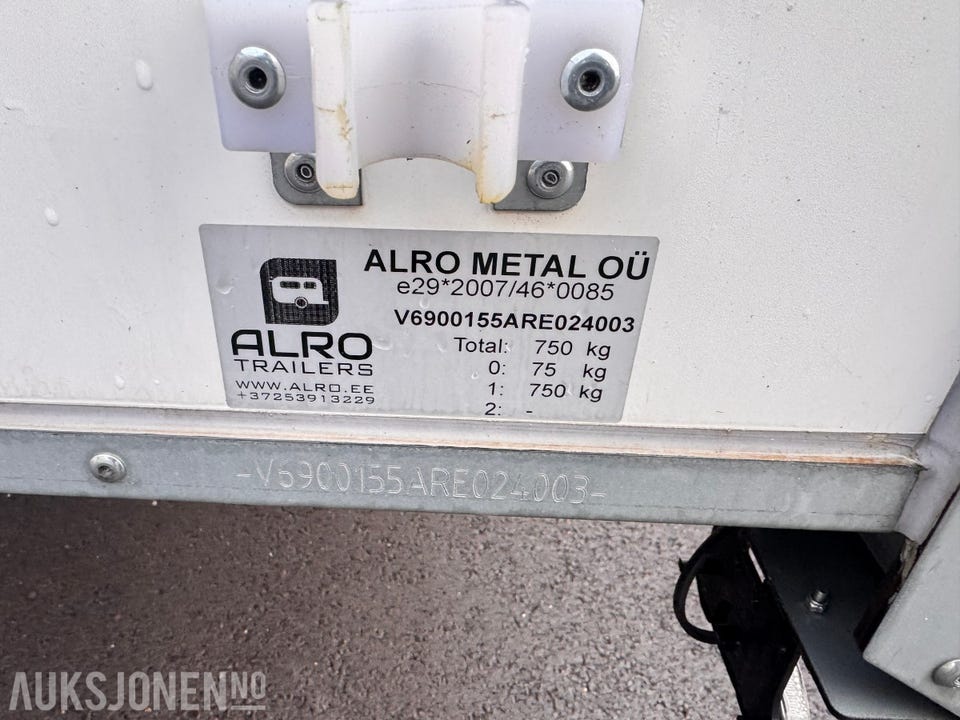 ALRO METAL OÜ
e29*2007/46*0085
V6900155ARE024003
Total: 750 kg
0: 75 kg
1: 750 kg
2: -
ALRO
TRAILERS
WWW.ALRO.EE
+37253913229
-V6900155ARE024003-
AUKSJONEN NO